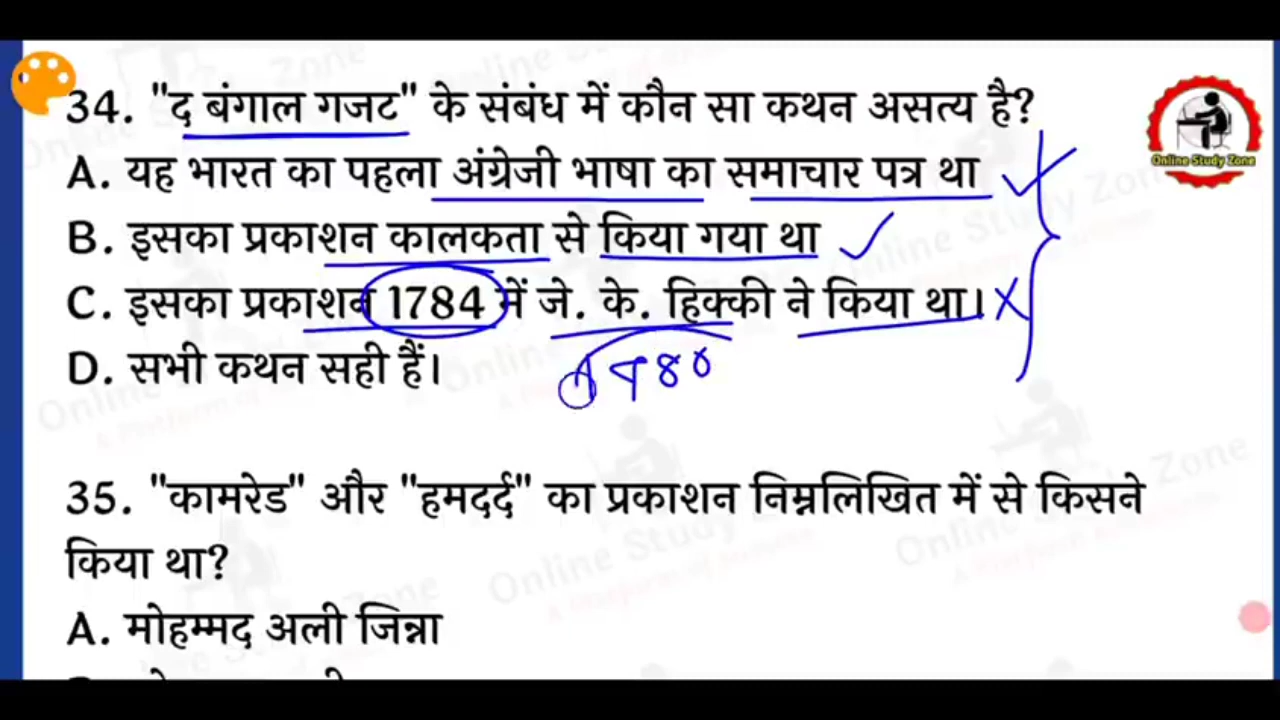 34. "द बंगाल गजट" के संबंध में कौन सा कथन असत्य है?
A. यह भारत का पहला अंग्रेजी भाषा का समाचार पत्र था
B. इसका प्रकाशन कालकता से किया गया था
C. इसका प्रकाशन 1784 में जे. के. हिक्की ने किया था।
D. सभी कथन सही हैं।
1780
35. "कामरेड" और "हमदर्द" का प्रकाशन निम्नलिखित में से किसने
किया था?
A. मोहम्मद अली जिन्ना
Online Study Zone